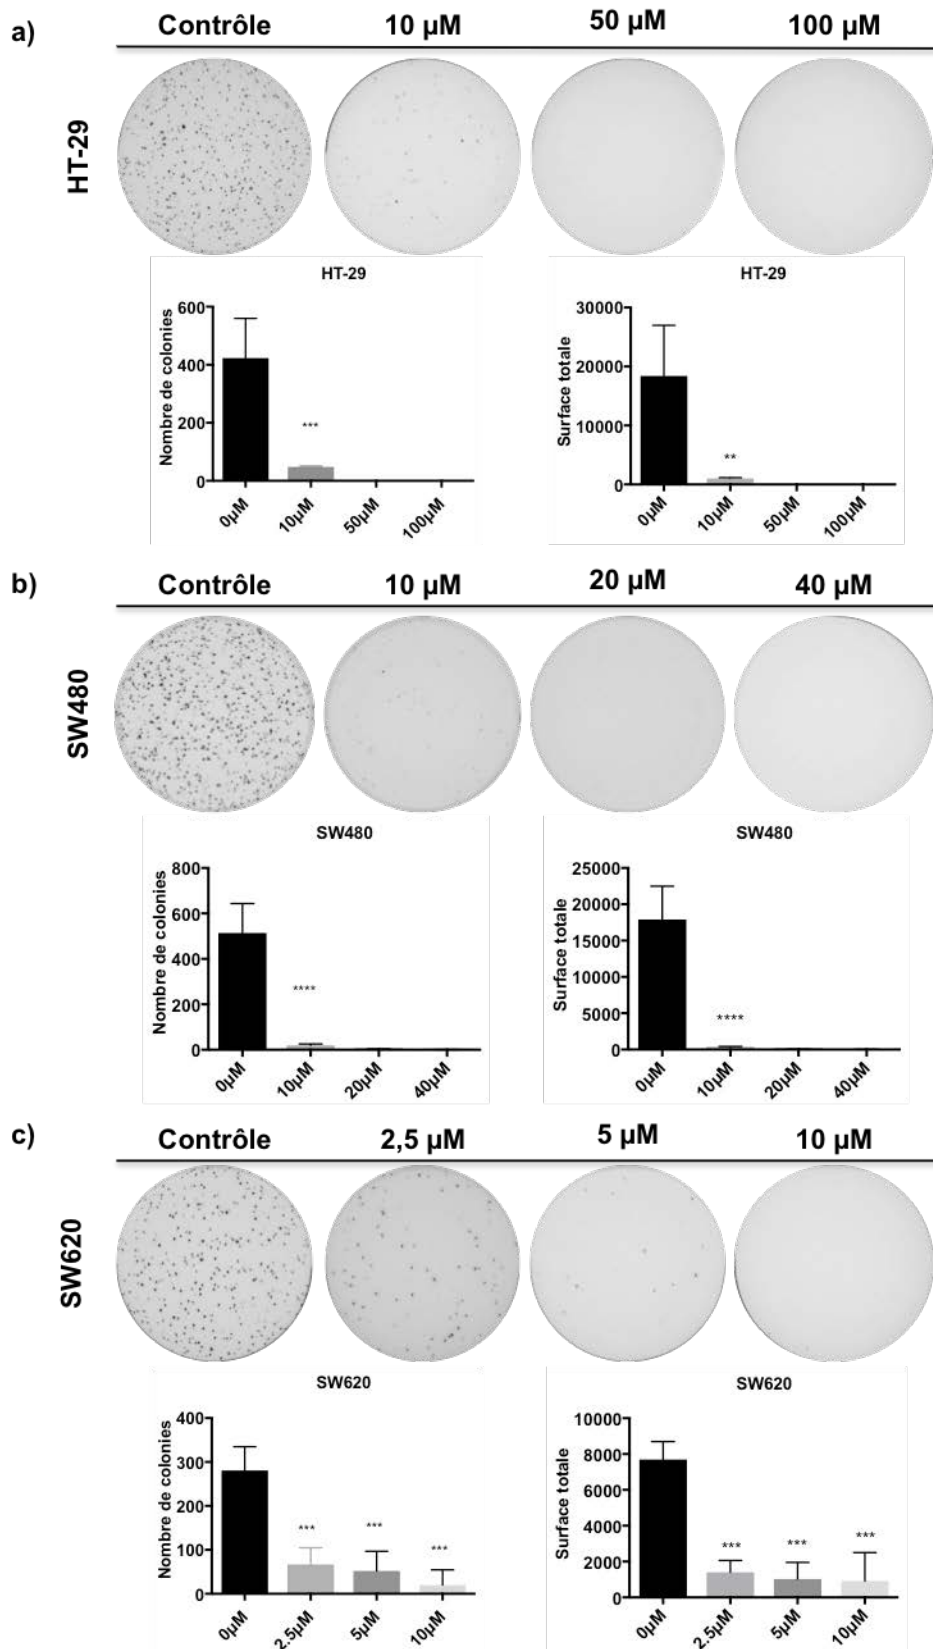 a)
Contrôle 10 µM 50 µM 100 µM
HT-29
HT-29
Nombre de colonies
600
400
200
0
0µM 10µM 50µM 100µM
***
HT-29
Surface totale
30000
20000
10000
0
0µM 10µM 50µM 100µM
**
b)
Contrôle 10 µM 20 µM 40 µM
SW480
SW480
Nombre de colonies
800
600
400
200
0
0µM 10µM 20µM 40µM
****
SW480
Surface totale
25000
20000
15000
10000
5000
0
0µM 10µM 20µM 40µM
****
c)
Contrôle 2,5 µM 5 µM 10 µM
SW620
SW620
Nombre de colonies
400
300
200
100
0
0µM 2.5µM 5µM 10µM
*** *** ***
SW620
Surface totale
10000
8000
6000
4000
2000
0
0µM 2.5µM 5µM 10µM
*** *** ***